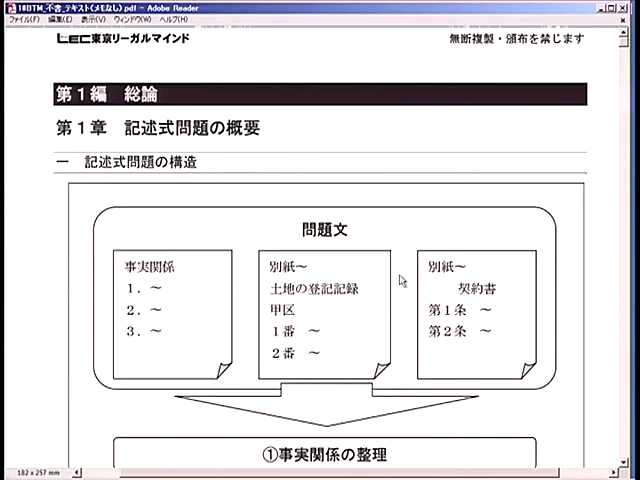 10BTM_不書_テキスト(メモなし).pdf - Adobe Reader
ファイル(F) 編集(E) 表示(V) ウィンドウ(W) ヘルプ(H)
LEC東京リーガルマインド 無断複製・頒布を禁じます
第１編 総論
第１章 記述式問題の概要
一 記述式問題の構造
問題文
事実関係
１．～
２．～
３．～
別紙～
土地の登記記録
甲区
１番 ～
２番 ～
別紙～
契約書
第１条 ～
第２条 ～
①事実関係の整理
182 x 257 mm